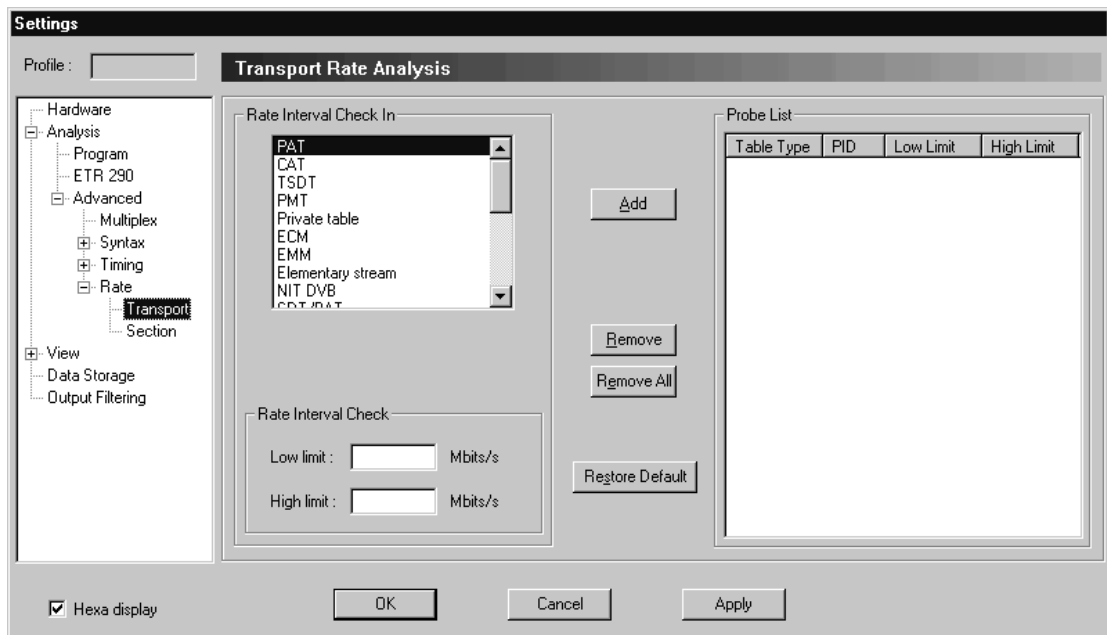 Settings
Profile :
Transport Rate Analysis
Hardware
Analysis
Program
ETR 290
Advanced
Multiplex
Syntax
Timing
Rate
Transport
Section
View
Data Storage
Output Filtering
Rate Interval Check In
PAT
CAT
TSDT
PMT
Private table
ECM
EMM
Elementary stream
NIT DVB
SDT/BAT
Rate Interval Check
Low limit : Mbits/s
High limit : Mbits/s
Add
Remove
Remove All
Restore Default
Probe List
Table Type PID Low Limit High Limit
Hexa display
OK Cancel Apply